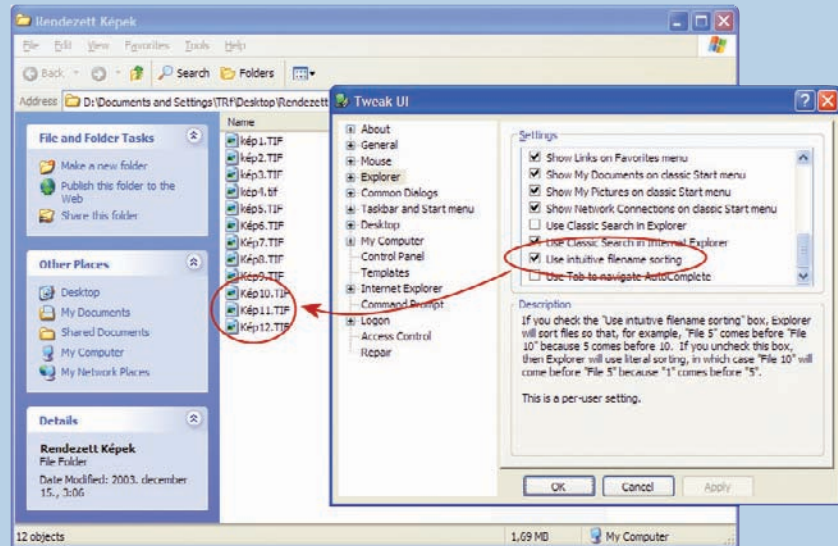 Rendezett Képek
File Edit View Favorites Tools Help
Back Search Folders
Address D:\Documents and Settings\TRf\Desktop\Rendezett
File and Folder Tasks
Make a new folder
Publish this folder to the
Web
Share this folder
Other Places
Desktop
My Documents
Shared Documents
My Computer
My Network Places
Details
Rendezett Képek
File Folder
Date Modified: 2003. december
15., 3:06
Name
kép1.TIF
kép2.TIF
kép3.TIF
kép4.tif
kép5.TIF
Kép6.TIF
Kép7.TIF
Kép8.TIF
Kép9.TIF
Kép10.TIF
Kép11.TIF
Kép12.TIF
12 objects
1,69 MB
My Computer
Tweak UI
About
General
Mouse
Explorer
Common Dialogs
Taskbar and Start menu
Desktop
My Computer
Control Panel
Templates
Internet Explorer
Command Prompt
Logon
Access Control
Repair
Settings
Show Links on Favorites menu
Show My Documents on classic Start menu
Show My Pictures on classic Start menu
Show Network Connections on classic Start menu
Use Classic Search in Explorer
Use Classic Search in Internet Explorer
Use intuitive filename sorting
Use Tab to navigate AutoComplete
Description
If you check the "Use intuitive filename sorting" box, Explorer
will sort files so that, for example, "File 5" comes before "File
10" because 5 comes before 10. If you uncheck this box,
then Explorer will use literal sorting, in which case "File 10" will
come before "File 5" because "1" comes before "5".
This is a per-user setting.
OK Cancel Apply